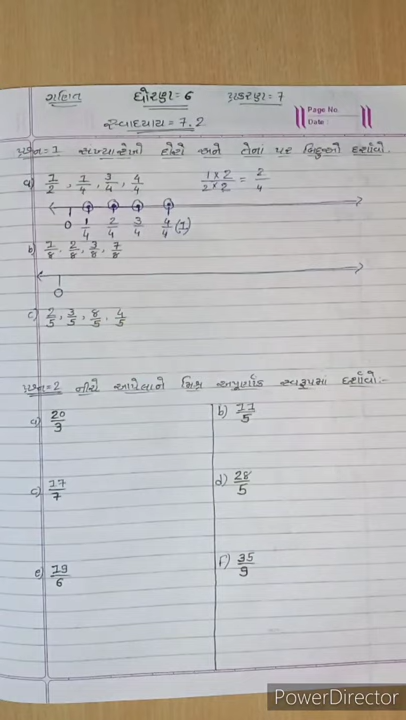 ગણિત ધોરણ = 6 પ્રકરણ = 7
Page No.
Date :
સ્વાધ્યાય = 7.2
પ્રશ્ન = 1 સંખ્યારેખા દોરો અને તેના પર બિંદુઓ દર્શાવો.
a) 1/2, 1/4, 3/4, 4/4 1×2/2×2 = 2/4
0 1/4 2/4 3/4 4/4 (1)
b) 1/8, 2/8, 3/8, 7/8
0
c) 2/5, 3/5, 8/5, 4/5
પ્રશ્ન = 2 નીચે આપેલાને મિશ્ર અપૂર્ણાંક સ્વરૂપમાં દર્શાવો:-
a) 20/3 b) 11/5
c) 17/7 d) 28/5
e) 19/6 f) 35/9
PowerDirector